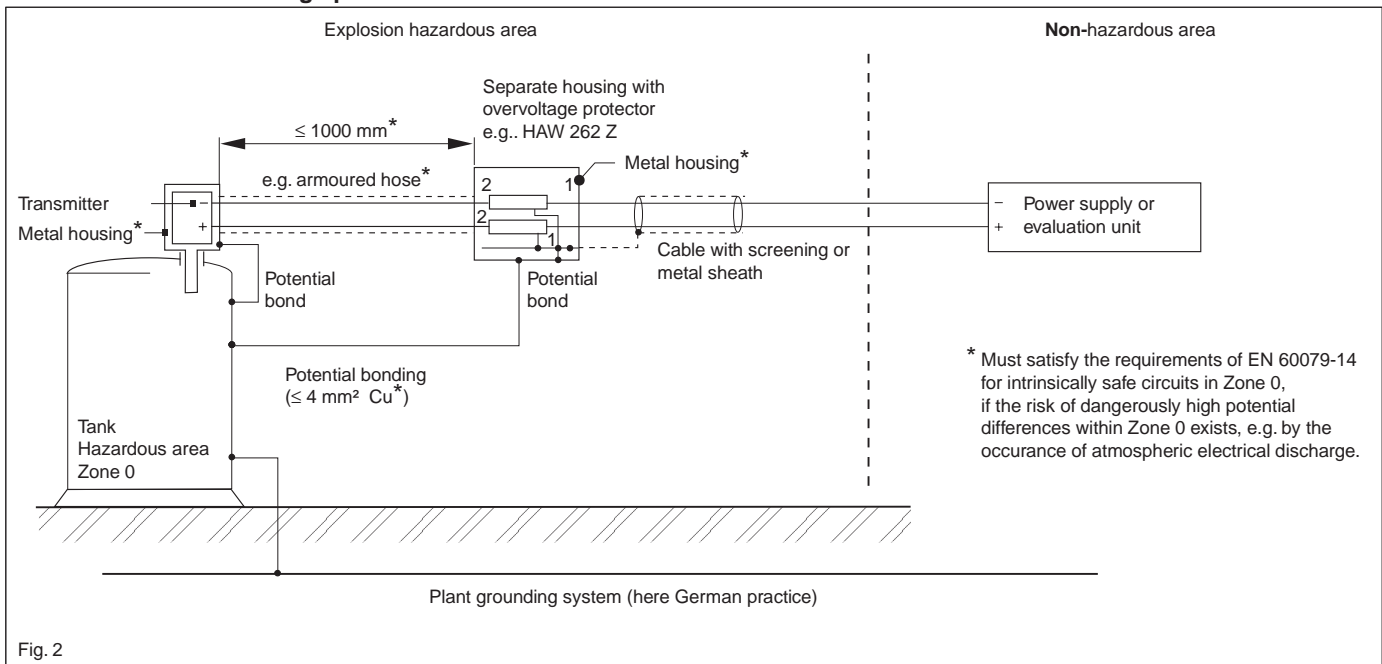 Explosion hazardous area
Non-hazardous area
Separate housing with
overvoltage protector
e.g.. HAW 262 Z
≤ 1000 mm*
Metal housing*
e.g. armoured hose*
2
1
Transmitter
–
Metal housing*
+
2
1
–
+
Power supply or
evaluation unit
Cable with screening or
metal sheath
Potential
bond
Potential
bond
Potential bonding
(≤ 4 mm² Cu*)
* Must satisfy the requirements of EN 60079-14
for intrinsically safe circuits in Zone 0,
if the risk of dangerously high potential
differences within Zone 0 exists, e.g. by the
occurance of atmospheric electrical discharge.
Tank
Hazardous area
Zone 0
Plant grounding system (here German practice)
Fig. 2